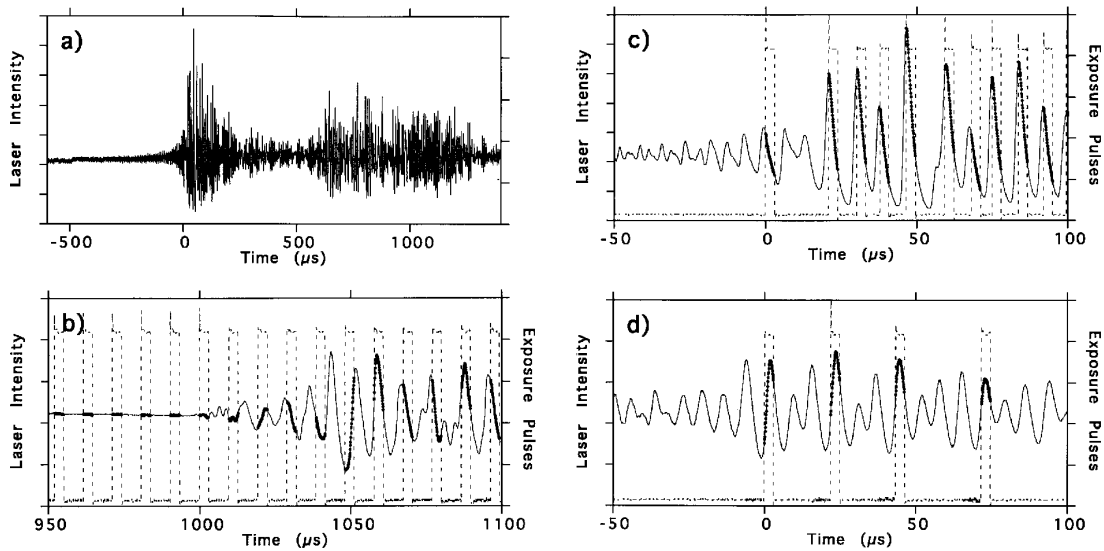 a)
Laser Intensity
-500 0 500 1000
Time (µs)
b)
Laser Intensity
Exposure Pulses
950 1000 1050 1100
Time (µs)
c)
Laser Intensity
Exposure Pulses
-50 0 50 100
Time (µs)
d)
Laser Intensity
Exposure Pulses
-50 0 50 100
Time (µs)